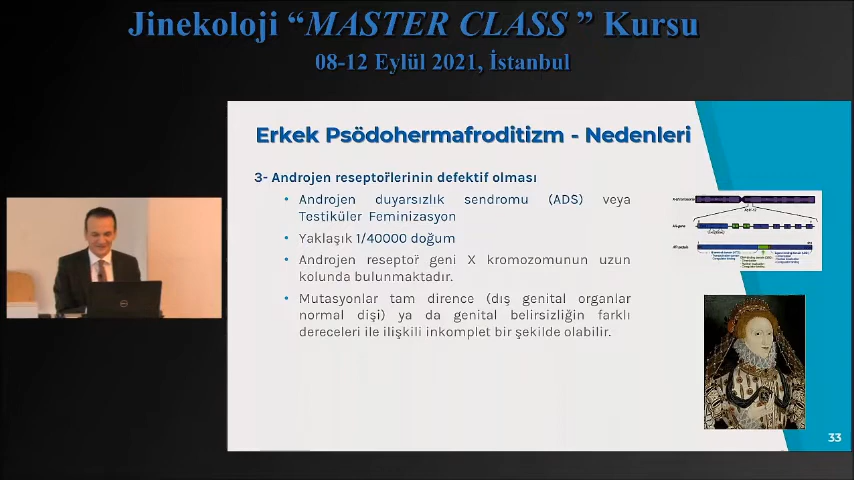 Jinekoloji “MASTER CLASS ” Kursu
08-12 Eylül 2021, İstanbul
Erkek Psödohermafroditizm - Nedenleri
3- Androjen reseptörlerinin defektif olması
• Androjen duyarsızlık sendromu (ADS) veya
Testiküler Feminizasyon
• Yaklaşık 1/40000 doğum
• Androjen reseptör geni X kromozomunun uzun
kolunda bulunmaktadır.
• Mutasyonlar tam dirence (dış genital organlar
normal dişi) ya da genital belirsizliğin farklı
dereceleri ile ilişkili inkomplet bir şekilde olabilir.
33